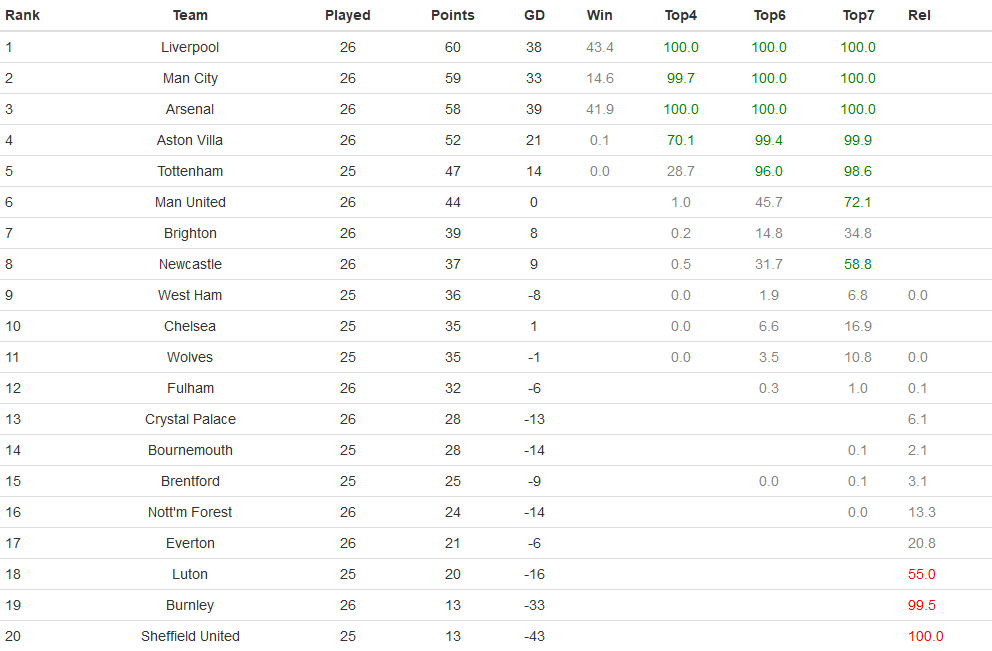 Rank Team Played Points GD Win Top4 Top6 Top7 Rel
1 Liverpool 26 60 38 43.4 100.0 100.0 100.0
2 Man City 26 59 33 14.6 99.7 100.0 100.0
3 Arsenal 26 58 39 41.9 100.0 100.0 100.0
4 Aston Villa 26 52 21 0.1 70.1 99.4 99.9
5 Tottenham 25 47 14 0.0 28.7 96.0 98.6
6 Man United 26 44 0 1.0 45.7 72.1
7 Brighton 26 39 8 0.2 14.8 34.8
8 Newcastle 26 37 9 0.5 31.7 58.8
9 West Ham 25 36 -8 0.0 1.9 6.8 0.0
10 Chelsea 25 35 1 0.0 6.6 16.9
11 Wolves 25 35 -1 0.0 3.5 10.8 0.0
12 Fulham 26 32 -6 0.3 1.0 0.1
13 Crystal Palace 26 28 -13 6.1
14 Bournemouth 25 28 -14 0.1 2.1
15 Brentford 25 25 -9 0.0 0.1 3.1
16 Nott'm Forest 26 24 -14 0.0 13.3
17 Everton 26 21 -6 20.8
18 Luton 25 20 -16 55.0
19 Burnley 26 13 -33 99.5
20 Sheffield United 25 13 -43 100.0